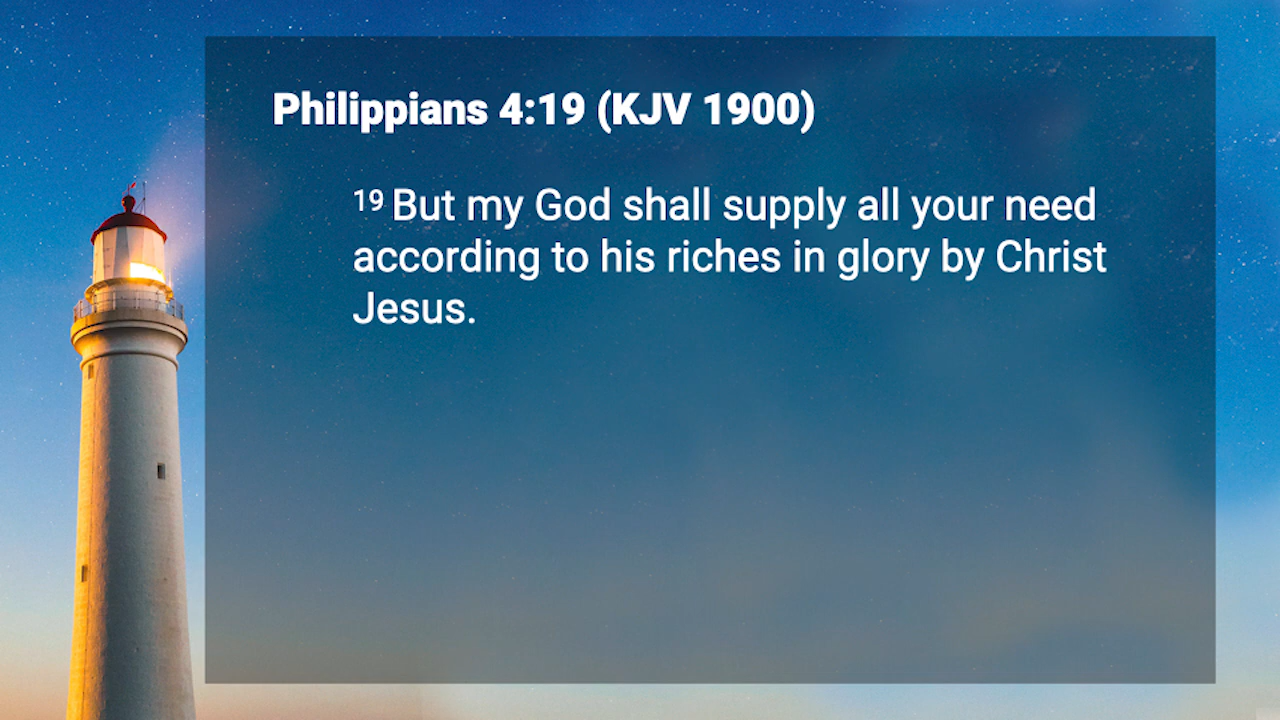 Philippians 4:19 (KJV 1900)
19 But my God shall supply all your need
according to his riches in glory by Christ
Jesus.